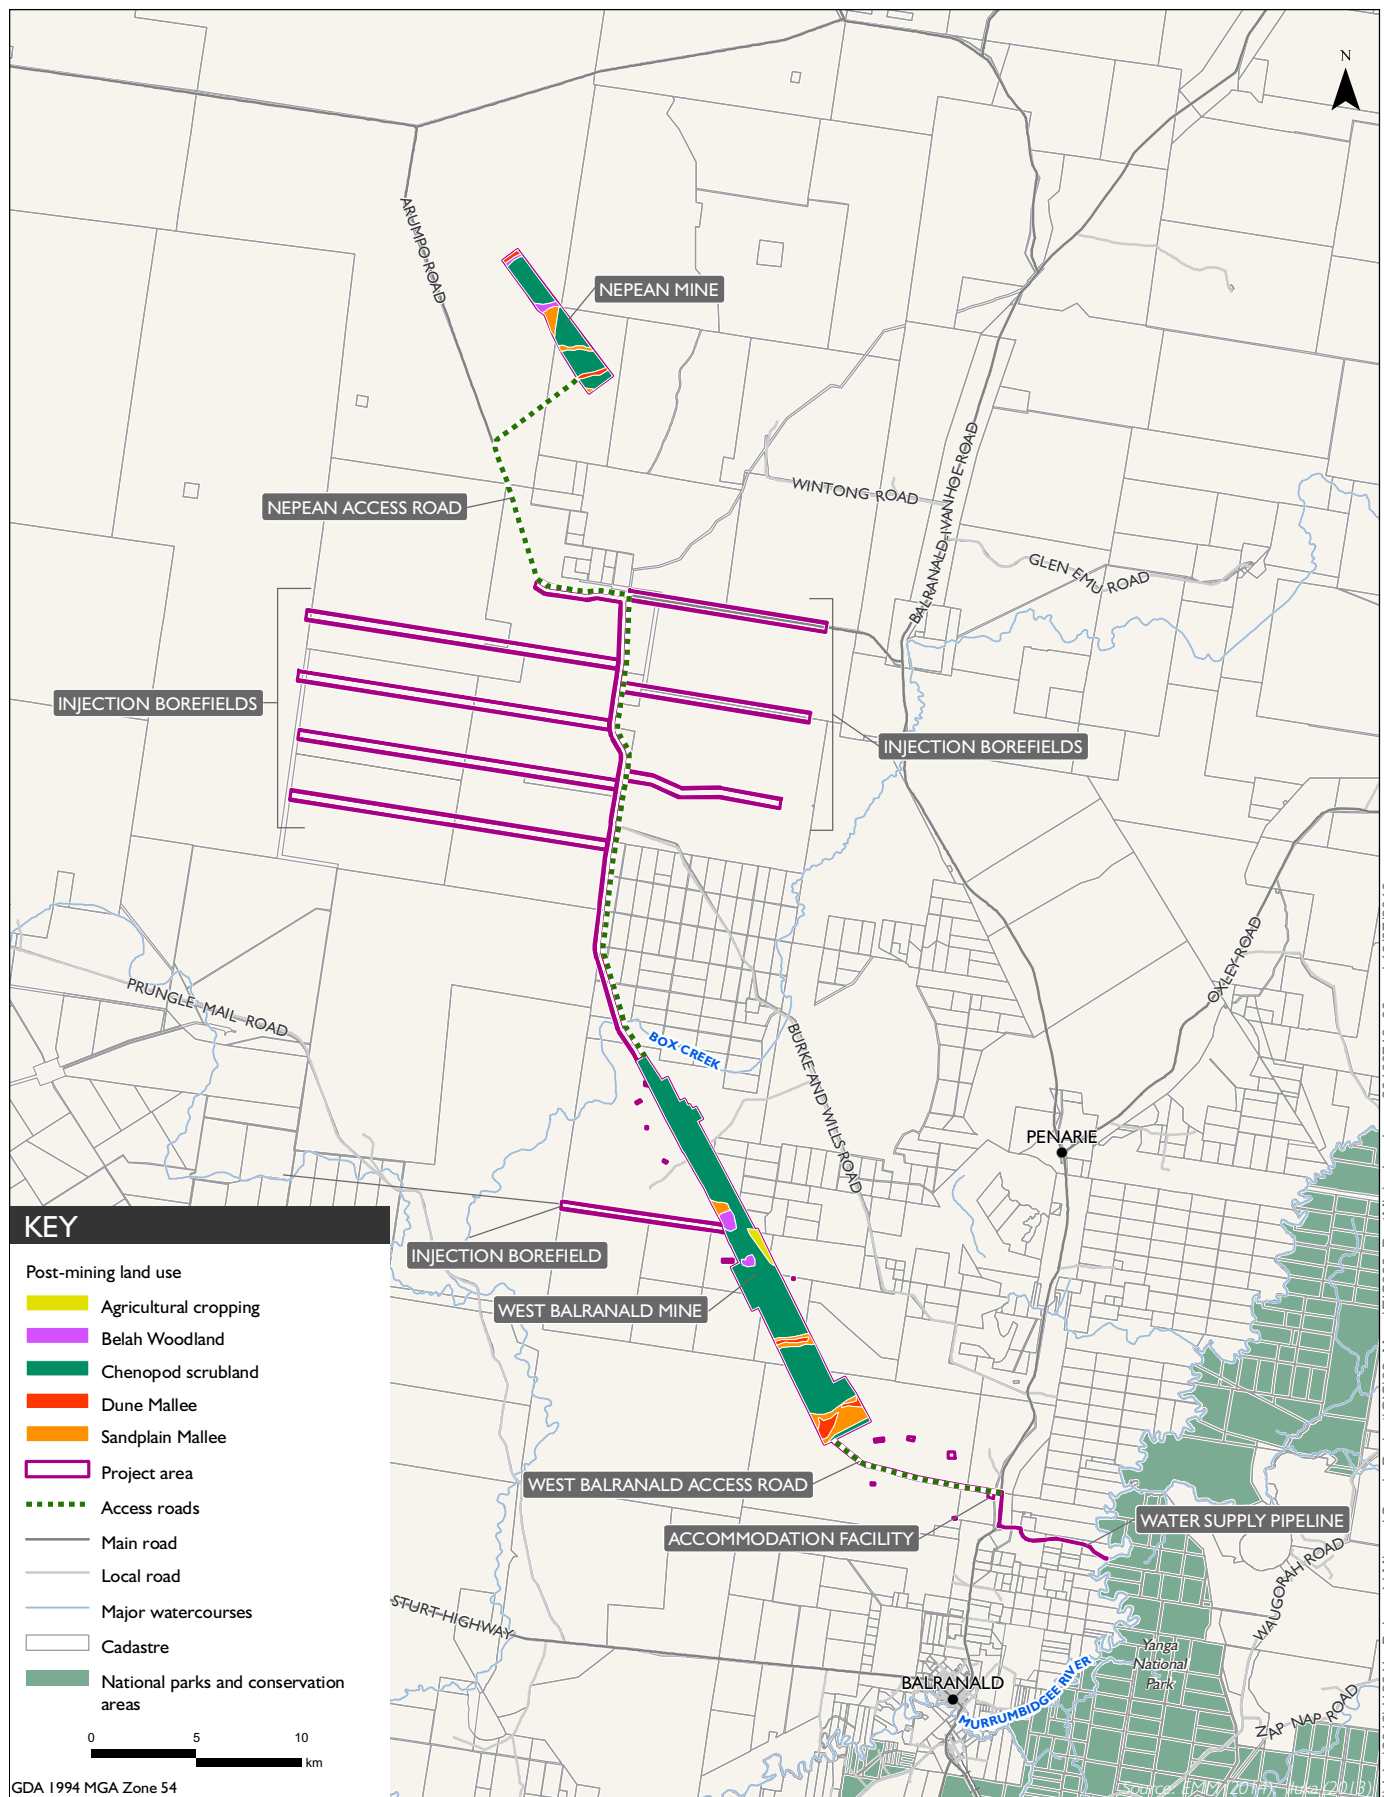 N
ARUMPO ROAD
NEPEAN MINE
NEPEAN ACCESS ROAD
WINTONG ROAD
BALRANALD-IVANHOE ROAD
GLEN EMU ROAD
INJECTION BOREFIELDS
INJECTION BOREFIELDS
OXLEY ROAD
PRUNGLE MAIL ROAD
BOX CREEK
BURKE AND WILLS ROAD
PENARIE
INJECTION BOREFIELD
WEST BALRANALD MINE
WEST BALRANALD ACCESS ROAD
WATER SUPPLY PIPELINE
ACCOMMODATION FACILITY
WAUGORAH ROAD
STURT HIGHWAY
Yanga
National
Park
BALRANALD
MURRUMBIDGEE RIVER
ZAP NAP ROAD
KEY
Post-mining land use
Agricultural cropping
Belah Woodland
Chenopod scrubland
Dune Mallee
Sandplain Mallee
Project area
Access roads
Main road
Local road
Major watercourses
Cadastre
National parks and conservation
areas
0 5 10
km
GDA 1994 MGA Zone 54
Source: EMM (2014); Iluka (2013)